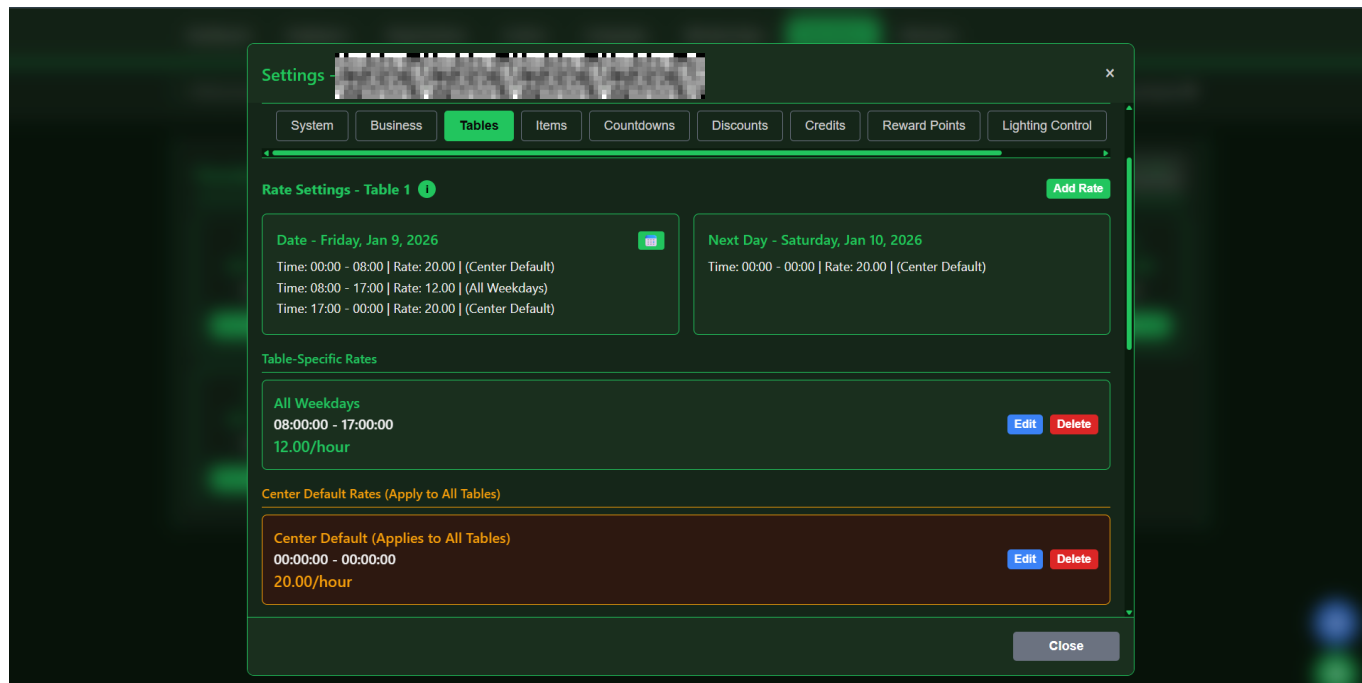 Settings -
×
System Business Tables Items Countdowns Discounts Credits Reward Points Lighting Control
Rate Settings - Table 1 i
Add Rate
Date - Friday, Jan 9, 2026
Time: 00:00 - 08:00 | Rate: 20.00 | (Center Default)
Time: 08:00 - 17:00 | Rate: 12.00 | (All Weekdays)
Time: 17:00 - 00:00 | Rate: 20.00 | (Center Default)
Next Day - Saturday, Jan 10, 2026
Time: 00:00 - 00:00 | Rate: 20.00 | (Center Default)
Table-Specific Rates
All Weekdays
08:00:00 - 17:00:00
12.00/hour
Edit Delete
Center Default Rates (Apply to All Tables)
Center Default (Applies to All Tables)
00:00:00 - 00:00:00
20.00/hour
Edit Delete
Close